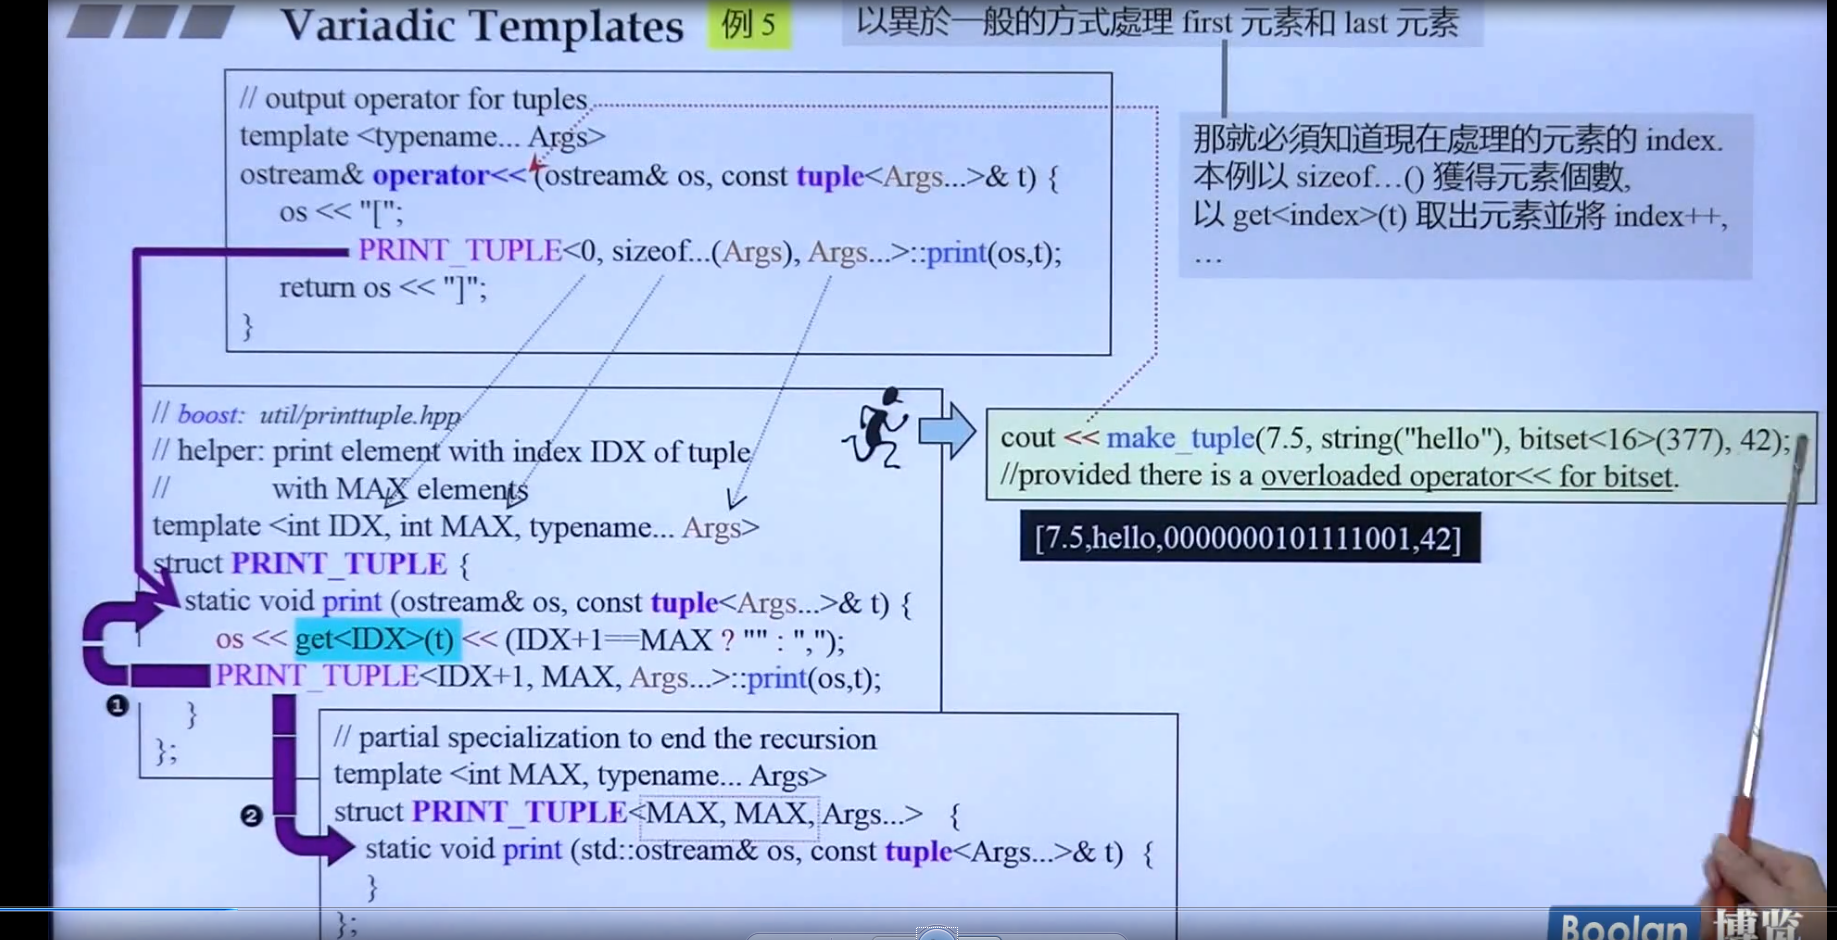 Variadic Templates 例 5
以異於一般的方式處理 first 元素和 last 元素
// output operator for tuples
template <typename... Args>
ostream& operator<< (ostream& os, const tuple<Args...>& t) {
os << "[";
PRINT_TUPLE<0, sizeof...(Args), Args...>::print(os,t);
return os << "]";
}
那就必須知道現在處理的元素的 index.
本例以 sizeof...() 獲得元素個數,
以 get<index>(t) 取出元素並將 index++,
...
// boost: util/printtuple.hpp
// helper: print element with index IDX of tuple
// with MAX elements
template <int IDX, int MAX, typename... Args>
struct PRINT_TUPLE {
static void print (ostream& os, const tuple<Args...>& t) {
os << get<IDX>(t) << (IDX+1==MAX ? "" : ",");
PRINT_TUPLE<IDX+1, MAX, Args...>::print(os,t);
}
};
❶
cout << make_tuple(7.5, string("hello"), bitset<16>(377), 42);
//provided there is a overloaded operator<< for bitset.
[7.5,hello,0000000101111001,42]
❷
// partial specialization to end the recursion
template <int MAX, typename... Args>
struct PRINT_TUPLE<MAX, MAX, Args...> {
static void print (std::ostream& os, const tuple<Args...>& t) {
}
};
Boolan 博览